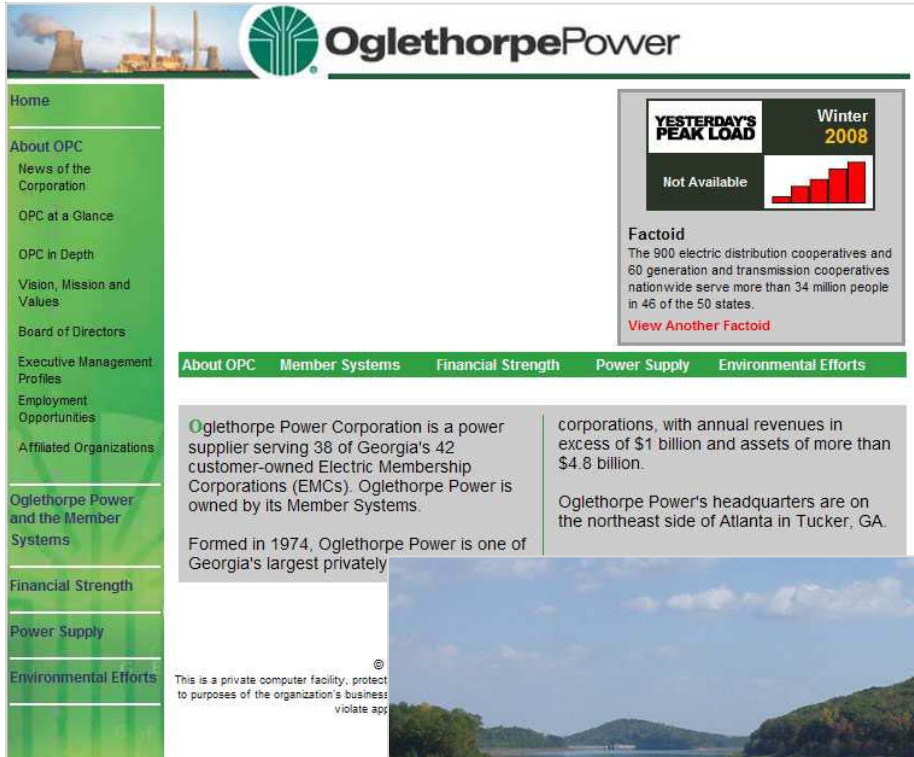 OglethorpePower
Home
About OPC
News of the
Corporation
OPC at a Glance
OPC in Depth
Vision, Mission and
Values
Board of Directors
Executive Management
Profiles
Employment
Opportunities
Affiliated Organizations
Oglethorpe Power
and the Member
Systems
Financial Strength
Power Supply
Environmental Efforts
YESTERDAY'S
PEAK LOAD
Winter
2008
Not Available
Factoid
The 900 electric distribution cooperatives and
60 generation and transmission cooperatives
nationwide serve more than 34 million people
in 46 of the 50 states.
View Another Factoid
About OPC Member Systems Financial Strength Power Supply Environmental Efforts
Oglethorpe Power Corporation is a power
supplier serving 38 of Georgia's 42
customer-owned Electric Membership
Corporations (EMCs). Oglethorpe Power is
owned by its Member Systems.
Formed in 1974, Oglethorpe Power is one of
Georgia's largest privately
corporations, with annual revenues in
excess of $1 billion and assets of more than
$4.8 billion.
Oglethorpe Power's headquarters are on
the northeast side of Atlanta in Tucker, GA.
©
This is a private computer facility, protect
to purposes of the organization's business
violate app